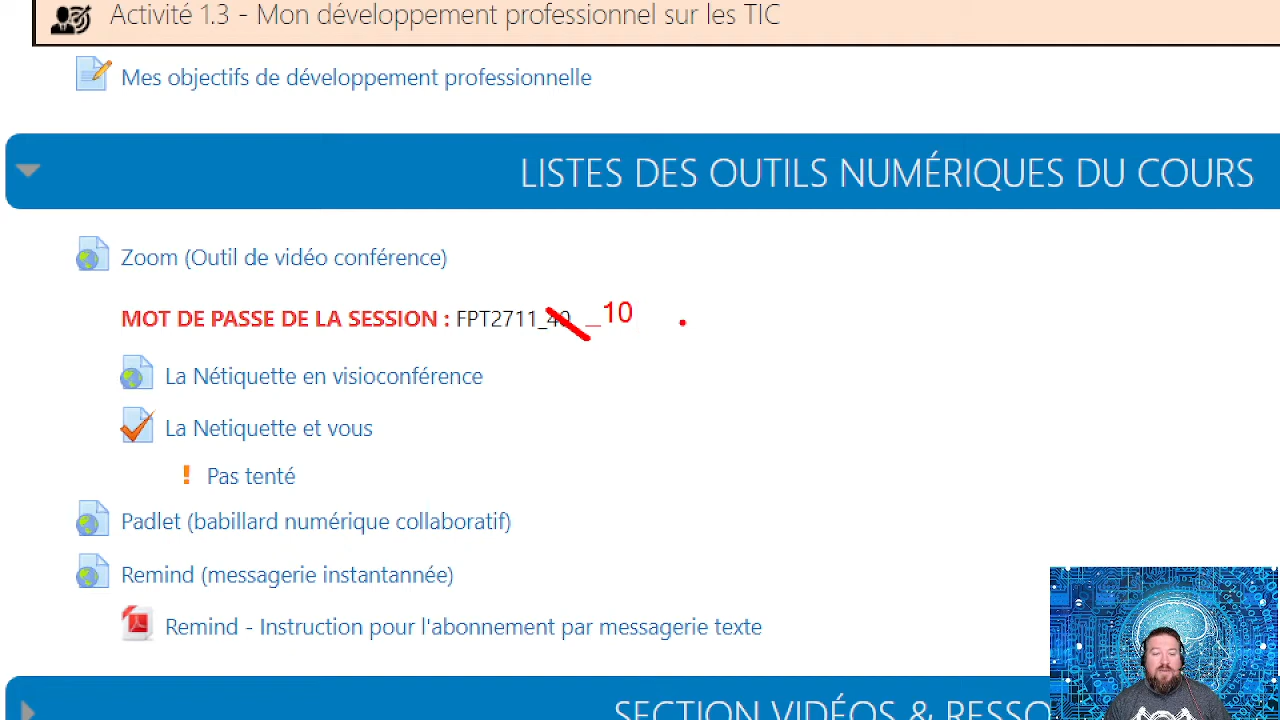 Activité 1.3 - Mon développement professionnel sur les TIC
Mes objectifs de développement professionnelle
LISTES DES OUTILS NUMÉRIQUES DU COURS
Zoom (Outil de vidéo conférence)
MOT DE PASSE DE LA SESSION : FPT2711_40 _10
La Nétiquette en visioconférence
La Netiquette et vous
! Pas tenté
Padlet (babillard numérique collaboratif)
Remind (messagerie instantannée)
Remind - Instruction pour l'abonnement par messagerie texte
SECTION VIDÉOS & RESSO